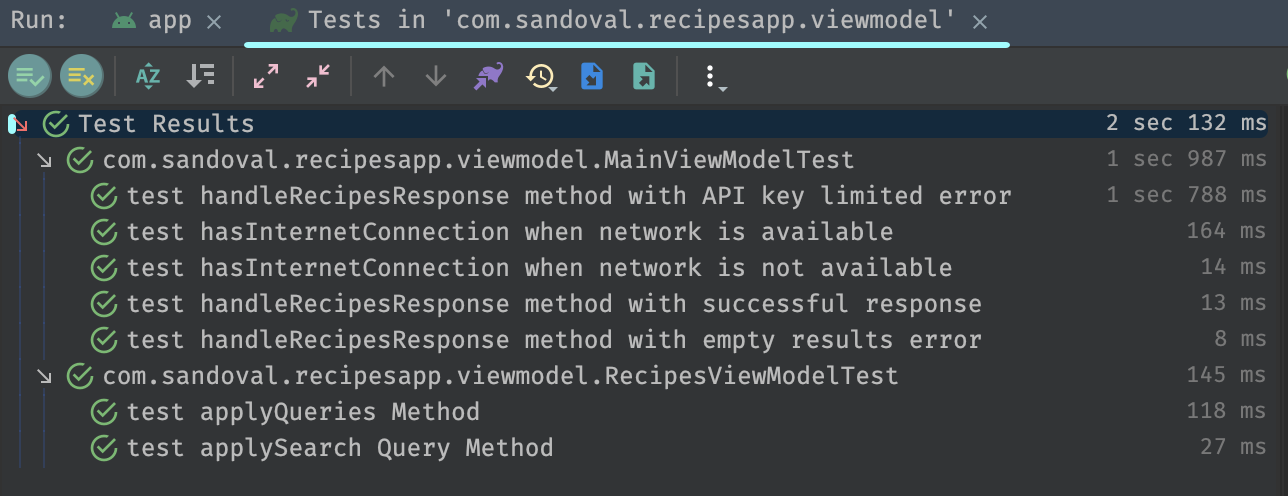 Run: app × Tests in 'com.sandoval.recipesapp.viewmodel' ×
AZ
Test Results 2 sec 132 ms
com.sandoval.recipesapp.viewmodel.MainViewModelTest 1 sec 987 ms
test handleRecipesResponse method with API key limited error 1 sec 788 ms
test hasInternetConnection when network is available 164 ms
test hasInternetConnection when network is not available 14 ms
test handleRecipesResponse method with successful response 13 ms
test handleRecipesResponse method with empty results error 8 ms
com.sandoval.recipesapp.viewmodel.RecipesViewModelTest 145 ms
test applyQueries Method 118 ms
test applySearch Query Method 27 ms